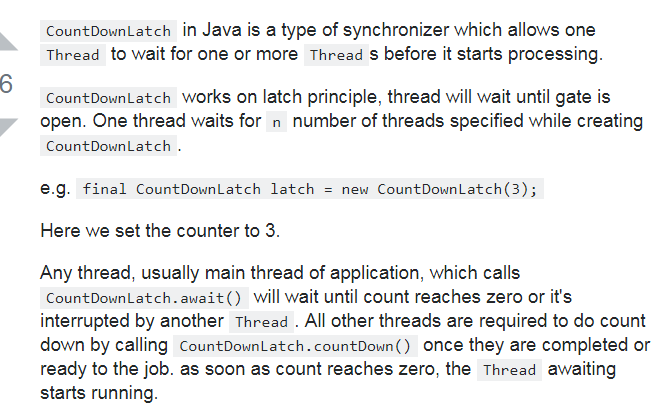 CountDownLatch in Java is a type of synchronizer which allows one
Thread to wait for one or more Thread s before it starts processing.
6
CountDownLatch works on latch principle, thread will wait until gate is
open. One thread waits for n number of threads specified while creating
CountDownLatch .
e.g. final CountDownLatch latch = new CountDownLatch(3);
Here we set the counter to 3.
Any thread, usually main thread of application, which calls
CountDownLatch.await() will wait until count reaches zero or it's
interrupted by another Thread . All other threads are required to do count
down by calling CountDownLatch.countDown() once they are completed or
ready to the job. as soon as count reaches zero, the Thread awaiting
starts running.